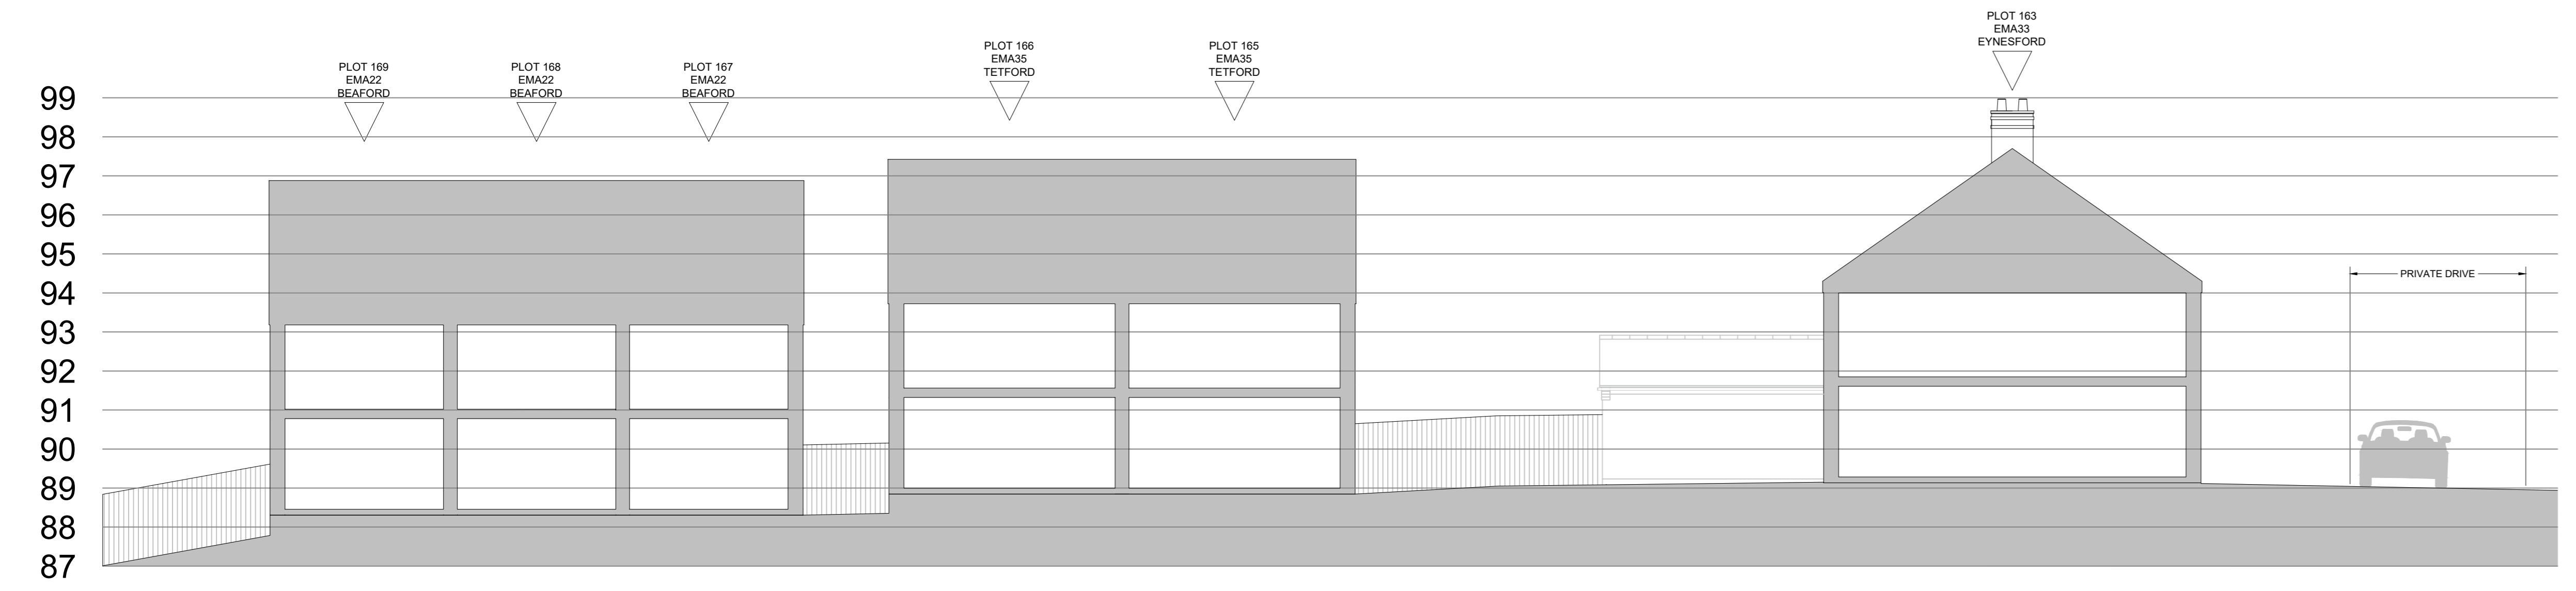 PLOT 163
EMA33
EYNESFORD
PLOT 166
EMA35
TETFORD
PLOT 165
EMA35
TETFORD
PLOT 169
EMA22
BEAFORD
PLOT 168
EMA22
BEAFORD
PLOT 167
EMA22
BEAFORD
99
98
97
96
95
94
PRIVATE DRIVE
93
92
91
90
89
88
87